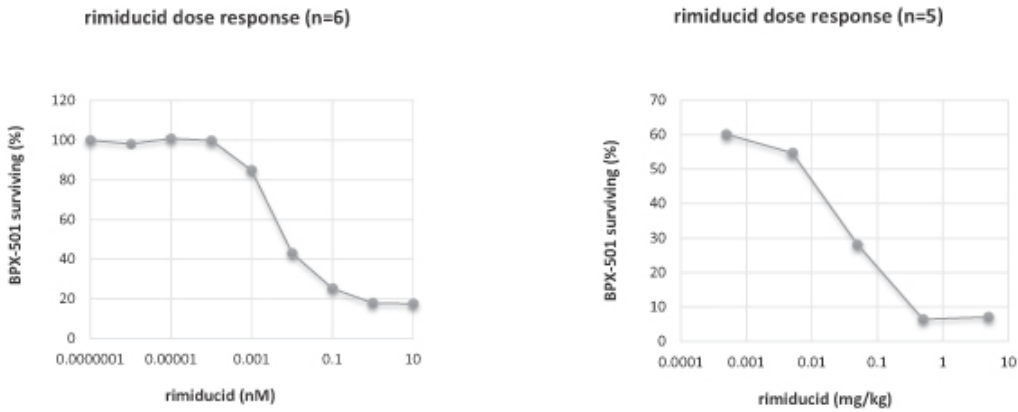 rimiducid dose response (n=6)
120
100
80
60
40
20
0
BPX-501 surviving (%)
0.0000001 0.00001 0.001 0.1 10
rimiducid (nM)
rimiducid dose response (n=5)
70
60
50
40
30
20
10
0
BPX-501 surviving (%)
0.0001 0.001 0.01 0.1 1 10
rimiducid (mg/kg)